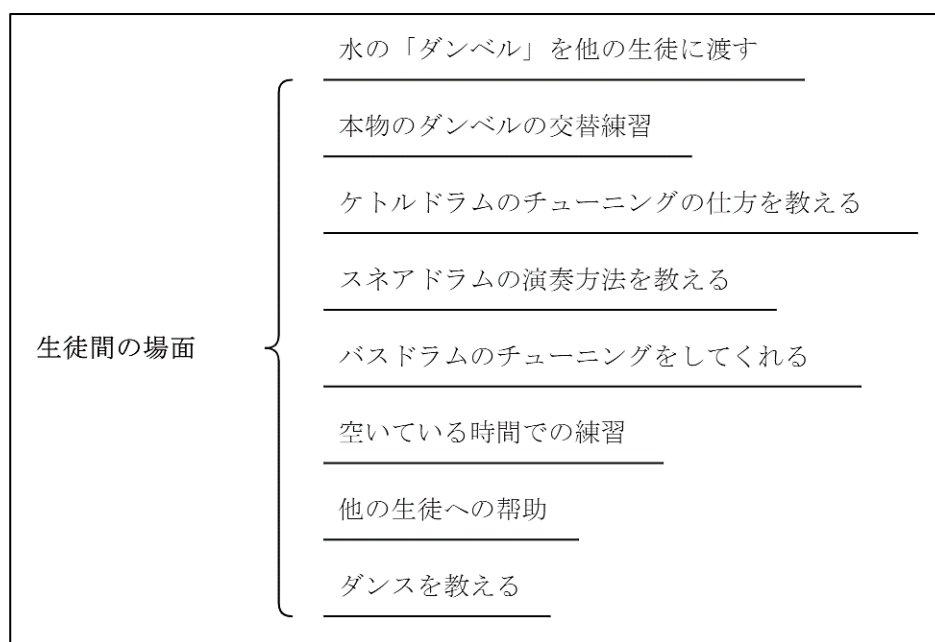 水の「ダンベル」を他の生徒に渡す
本物のダンベルの交替練習
ケトルドラムのチューニングの仕方を教える
スネアドラムの演奏方法を教える
生徒間の場面
バスドラムのチューニングをしてくれる
空いている時間での練習
他の生徒への帮助
ダンスを教える